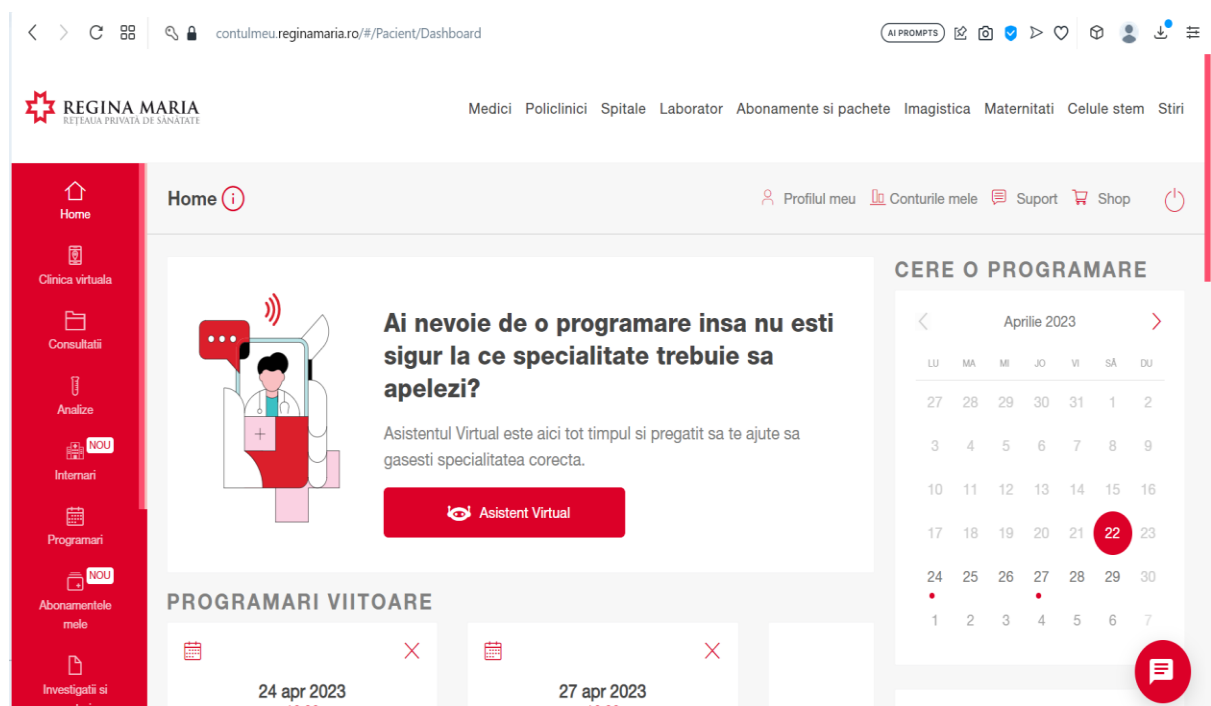 contulmeu.reginamaria.ro/#/Pacient/Dashboard
AI PROMPTS
REGINA MARIA
REȚEAUA PRIVATĂ DE SĂNĂTATE
Medici Policlinici Spitale Laborator Abonamente si pachete Imagistica Maternitati Celule stem Stiri
Home
Clinica virtuala
Consultatii
Analize
NOU
Internari
Programari
NOU
Abonamentele
mele
Investigatii si
Home i
Profilul meu Conturile mele Suport Shop
Ai nevoie de o programare insa nu esti
sigur la ce specialitate trebuie sa
apelezi?
Asistentul Virtual este aici tot timpul si pregatit sa te ajute sa
gasesti specialitatea corecta.
Asistent Virtual
PROGRAMARI VIITOARE
24 apr 2023
27 apr 2023
CERE O PROGRAMARE
Aprilie 2023
LU MA MI JO VI SÂ DU
27 28 29 30 31 1 2
3 4 5 6 7 8 9
10 11 12 13 14 15 16
17 18 19 20 21 22 23
24 25 26 27 28 29 30
1 2 3 4 5 6 7